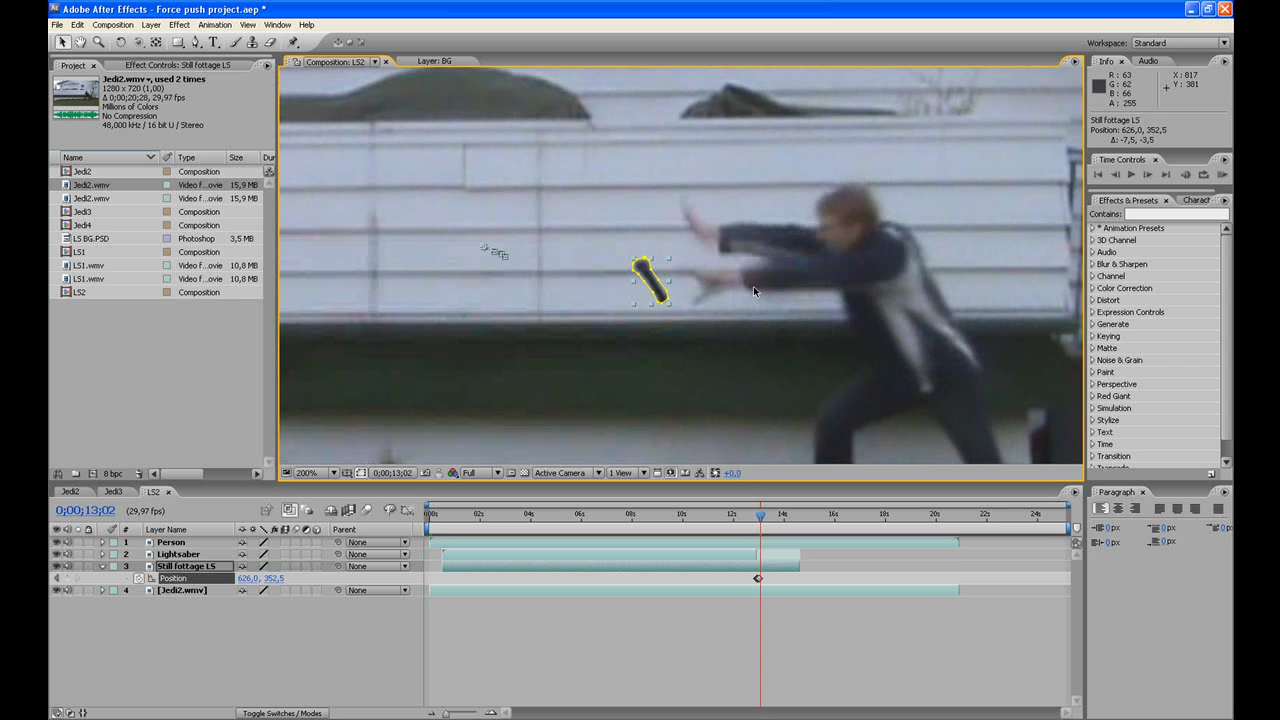 Adobe After Effects - Force push project.aep *
File Edit Composition Layer Effect Animation View Window Help
Workspace: Standard
Project × Effect Controls: Still fottage LS
Jedi2.wmv, used 2 times
1280 x 720 (1,00)
Δ 0;00;20;28, 29,97 fps
Millions of Colors
No Compression
48,000 kHz / 16 bit U / Stereo
Name Type Size Dur
Jedi2 Composition
Jedi2.wmv Video f...ovie 15,9 MB
Jedi2.wmv Video f...ovie 15,9 MB
Jedi3 Composition
Jedi4 Composition
LS BG.PSD Photoshop 3,5 MB
LS1 Composition
LS1.wmv Video f...ovie 10,8 MB
LS1.wmv Video f...ovie 10,8 MB
LS2 Composition
8 bpc
Composition: LS2 × Layer: BG
200% 0;00;13;02 Full Active Camera 1 View +0,0
Info × Audio
R: 63 X: 817
G: 62 Y: 381
B: 66
A: 255
Still fottage LS
Position: 626,0, 352,5
Δ: -7,5, -3,5
Time Controls ×
Effects & Presets × Charact
Contains:
* Animation Presets
3D Channel
Audio
Blur & Sharpen
Channel
Color Correction
Distort
Expression Controls
Generate
Keying
Matte
Noise & Grain
Paint
Perspective
Red Giant
Simulation
Stylize
Text
Time
Transition
Paragraph ×
0 px 0 px 0 px
0 px 0 px
Jedi2 Jedi3 LS2 ×
0;00;13;02 (29,97 fps)
# Layer Name Parent
02s 04s 06s 08s 10s 12s 14s 16s 18s 20s 22s 24s
1 Person None
2 Lightsaber None
3 Still fottage LS None
Position 626,0, 352,5
4 [Jedi2.wmv] None
Toggle Switches / Modes